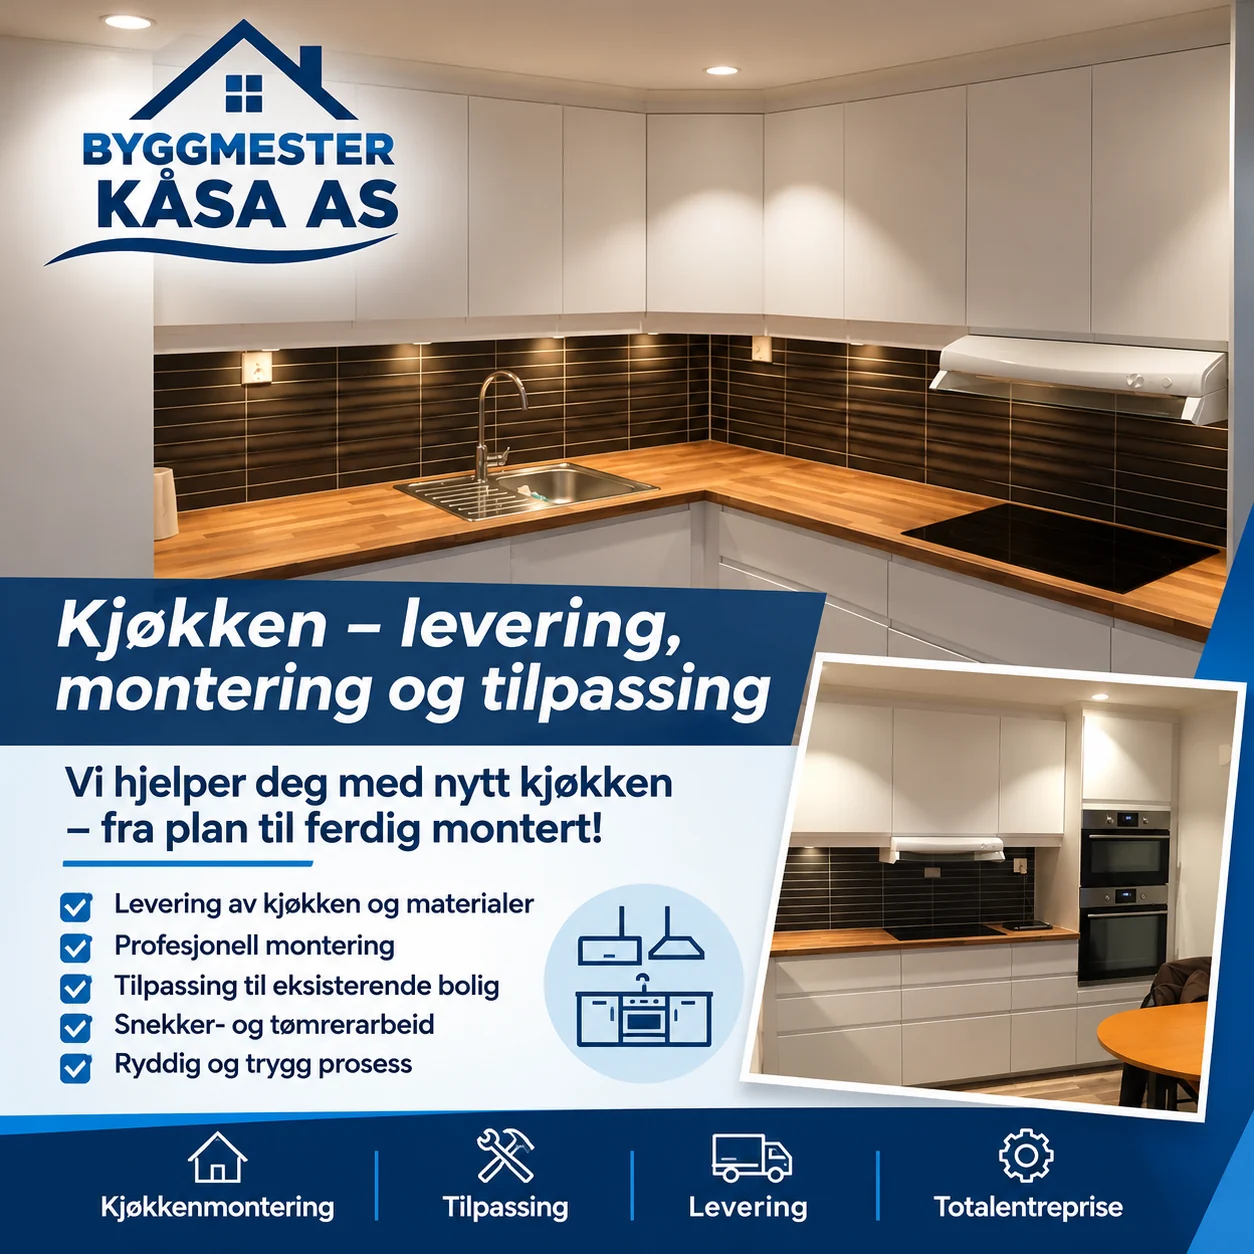 BYGGMESTER
KÅSA AS
Kjøkken – levering,
montering og tilpassing
Vi hjelper deg med nytt kjøkken
– fra plan til ferdig montert!
Levering av kjøkken og materialer
Profesjonell montering
Tilpassing til eksisterende bolig
Snekker- og tømrerarbeid
Ryddig og trygg prosess
Kjøkkenmontering
Tilpassing
Levering
Totalentreprise